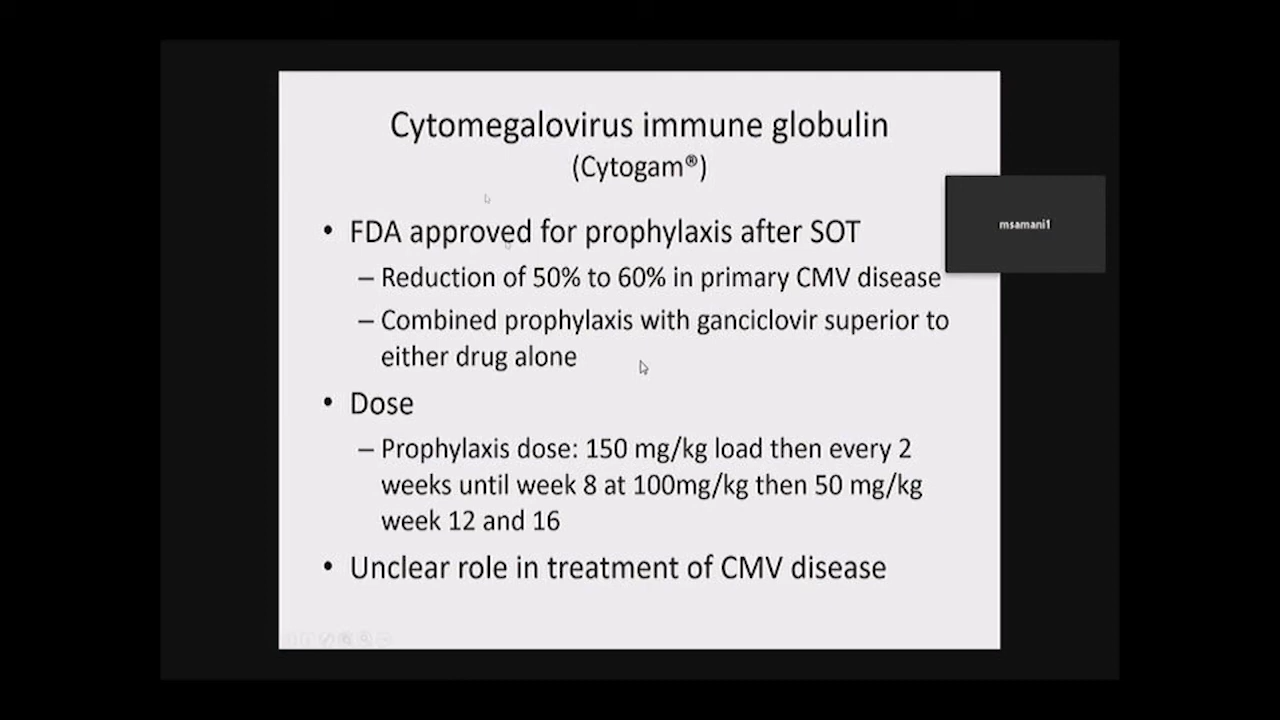 Cytomegalovirus immune globulin
(Cytogam®)
• FDA approved for prophylaxis after SOT
– Reduction of 50% to 60% in primary CMV disease
– Combined prophylaxis with ganciclovir superior to
either drug alone
• Dose
– Prophylaxis dose: 150 mg/kg load then every 2
weeks until week 8 at 100mg/kg then 50 mg/kg
week 12 and 16
• Unclear role in treatment of CMV disease
msamani1